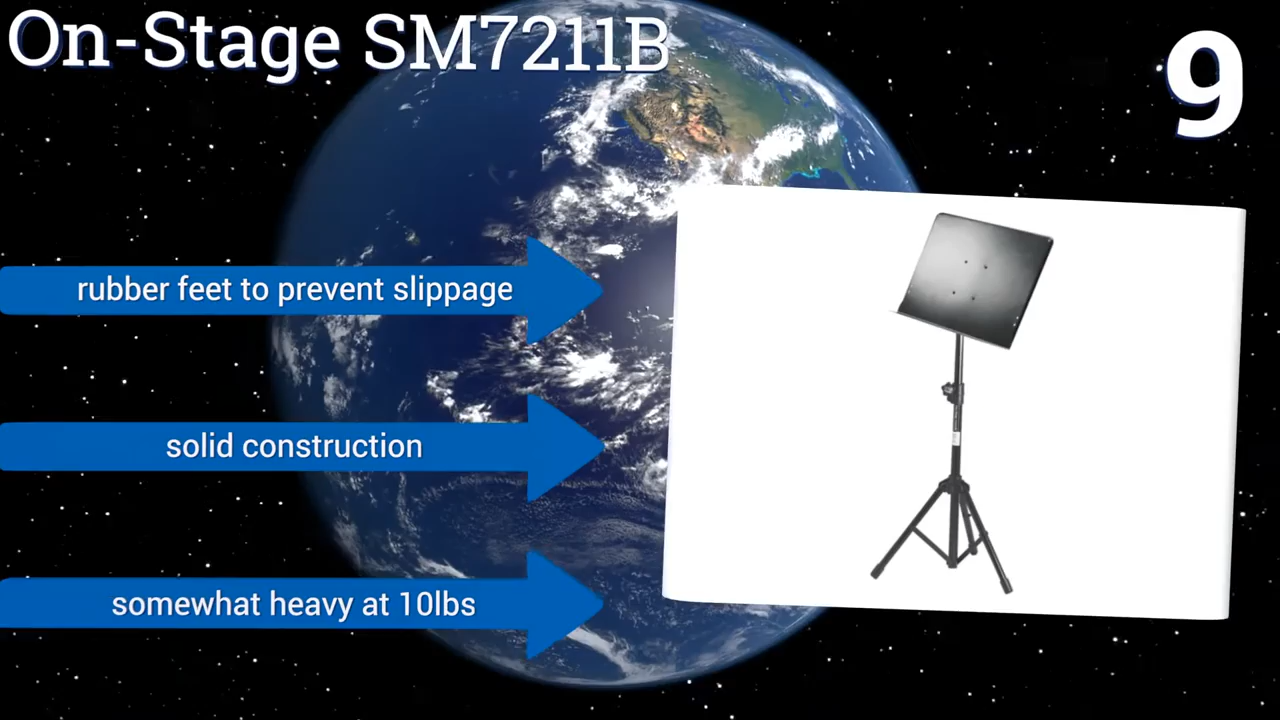 On-Stage SM7211B
9
rubber feet to prevent slippage
solid construction
somewhat heavy at 10lbs